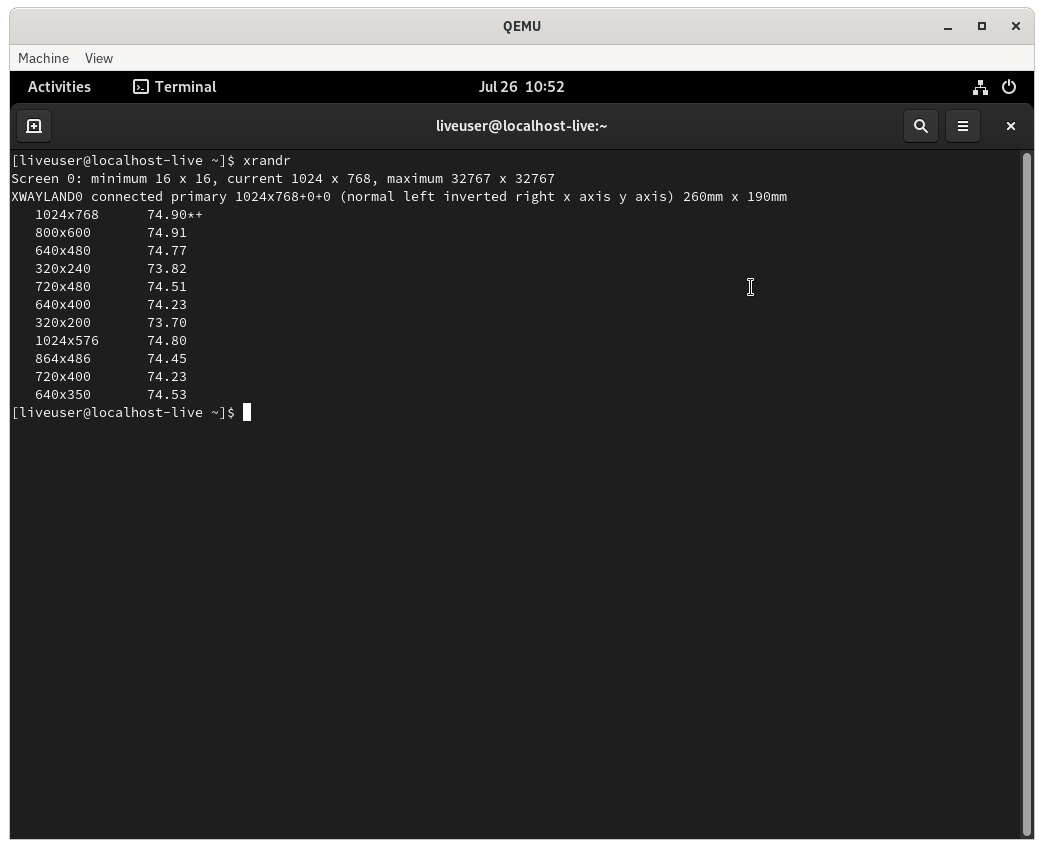 QEMU
Machine View
Activities Terminal Jul 26 10:52
liveuser@localhost-live:~
[liveuser@localhost-live ~]$ xrandr
Screen 0: minimum 16 x 16, current 1024 x 768, maximum 32767 x 32767
XWAYLAND0 connected primary 1024x768+0+0 (normal left inverted right x axis y axis) 260mm x 190mm
   1024x768      74.90*+
   800x600       74.91
   640x480       74.77
   320x240       73.82
   720x480       74.51
   640x400       74.23
   320x200       73.70
   1024x576      74.80
   864x486       74.45
   720x400       74.23
   640x350       74.53
[liveuser@localhost-live ~]$